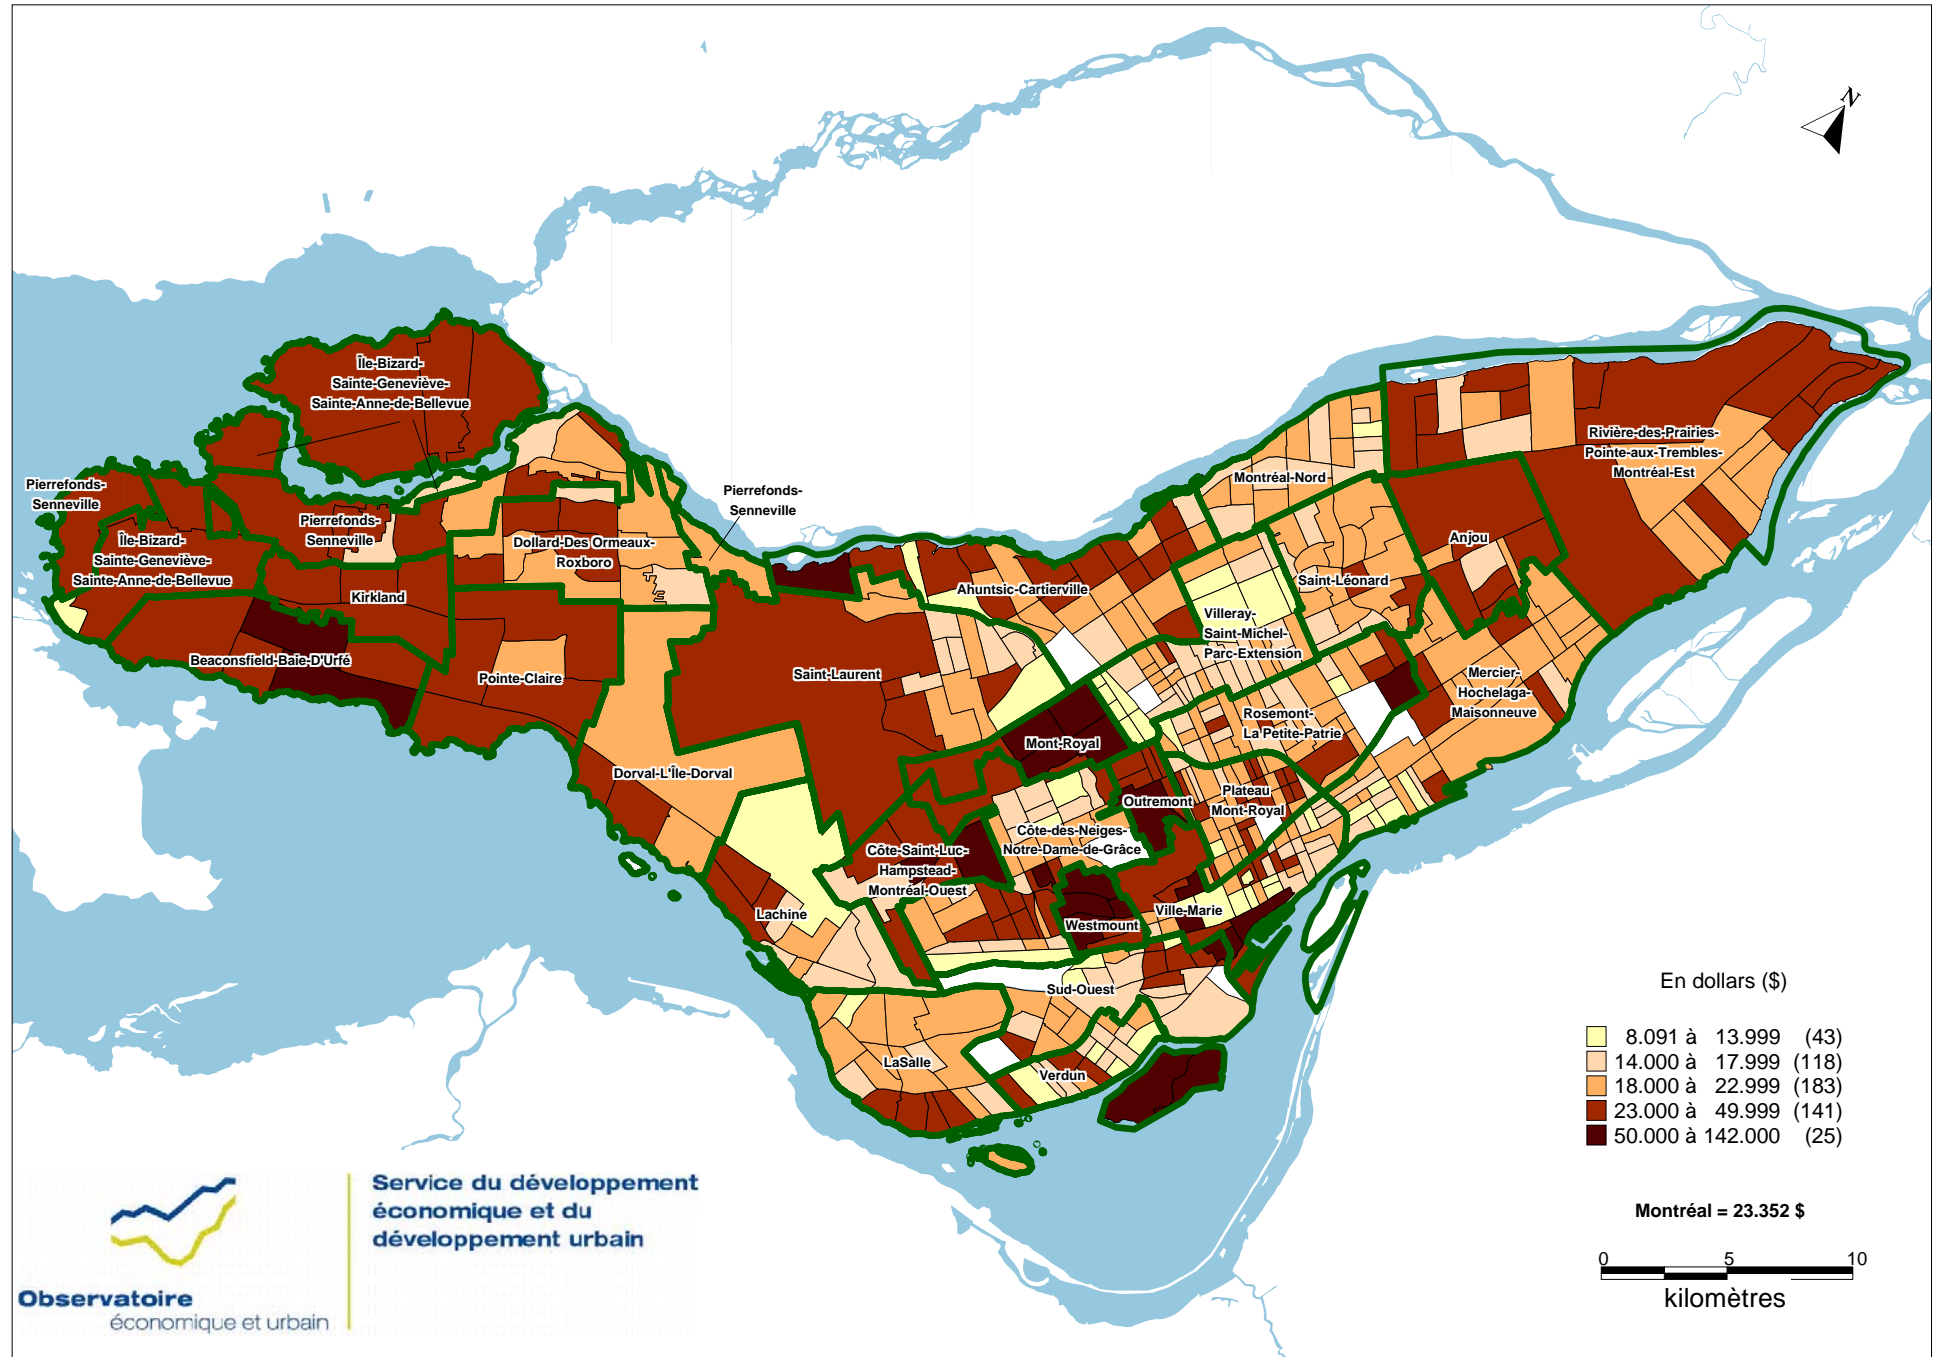 N
Île-Bizard-
Sainte-Geneviève-
Sainte-Anne-de-Bellevue
Pierrefonds-
Senneville
Pierrefonds-
Senneville
Île-Bizard-
Sainte-Geneviève-
Sainte-Anne-de-Bellevue
Pierrefonds-
Senneville
Dollard-Des Ormeaux-
Roxboro
Kirkland
Beaconsfield-Baie-D'Urfé
Pointe-Claire
Dorval-L'Île-Dorval
Saint-Laurent
Ahuntsic-Cartierville
Montréal-Nord
Rivière-des-Prairies-
Pointe-aux-Trembles-
Montréal-Est
Anjou
Saint-Léonard
Villeray-
Saint-Michel-
Parc-Extension
Mercier-
Hochelaga-
Maisonneuve
Rosemont-
La Petite-Patrie
Mont-Royal
Outremont
Plateau
Mont-Royal
Côte-des-Neiges-
Notre-Dame-de-Grâce
Côte-Saint-Luc-
Hampstead-
Montréal-Ouest
Lachine
Westmount
Ville-Marie
Sud-Ouest
LaSalle
Verdun
En dollars ($)
8.091 à 13.999 (43)
14.000 à 17.999 (118)
18.000 à 22.999 (183)
23.000 à 49.999 (141)
50.000 à 142.000 (25)
Montréal = 23.352 $
0 5 10
kilomètres
Service du développement
économique et du
développement urbain
Observatoire
économique et urbain